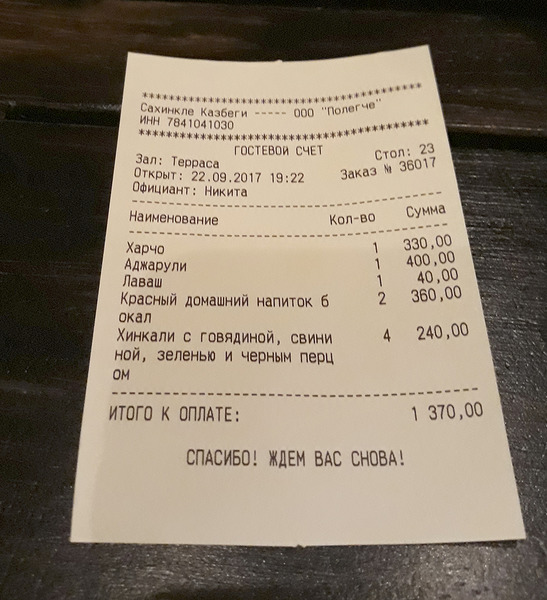 ****************************************
Сахинкле Казбеги ----- ООО "Полегче"
ИНН 7841041030
****************************************
ГОСТЕВОЙ СЧЕТ
Зал: Терраса Стол: 23
Открыт: 22.09.2017 19:22 Заказ № 36017
Официант: Никита
----------------------------------------
Наименование Кол-во Сумма
----------------------------------------
Харчо 1 330,00
Аджарули 1 400,00
Лаваш 1 40,00
Красный домашний напиток б 2 360,00
окал
Хинкали с говядиной, свини 4 240,00
ной, зеленью и черным перц
ом
----------------------------------------
ИТОГО К ОПЛАТЕ: 1 370,00
СПАСИБО! ЖДЕМ ВАС СНОВА!